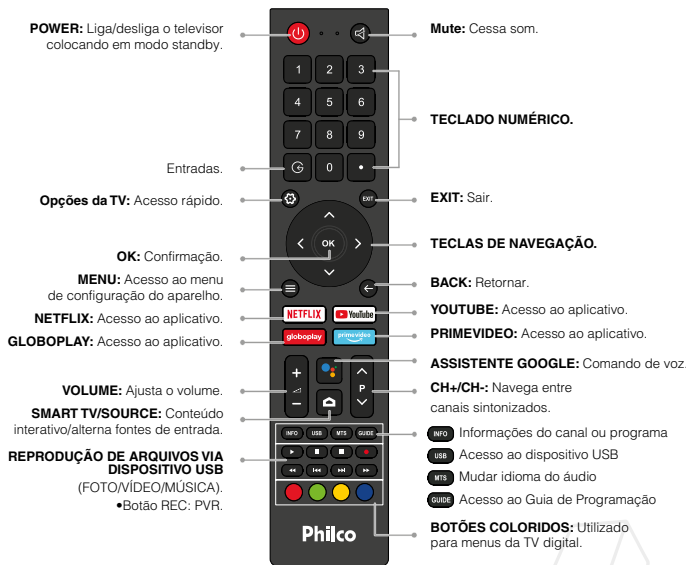 POWER: Liga/desliga o televisor
colocando em modo standby.
Entradas.
Opções da TV: Acesso rápido.
OK: Confirmação.
MENU: Acesso ao menu
de configuração do aparelho.
NETFLIX: Acesso ao aplicativo.
GLOBOPLAY: Acesso ao aplicativo.
VOLUME: Ajusta o volume.
SMART TV/SOURCE: Conteúdo
interativo/alterna fontes de entrada.
REPRODUÇÃO DE ARQUIVOS VIA
DISPOSITIVO USB
(FOTO/VÍDEO/MÚSICA).
•Botão REC: PVR.
1 2 3
4 5 6
7 8 9
0 •
EXIT
OK
NETFLIX YouTube
globoplay primevideo
+ P −
INFO USB MTS GUIDE
Philco
Mute: Cessa som.
TECLADO NUMÉRICO.
EXIT: Sair.
TECLAS DE NAVEGAÇÃO.
BACK: Retornar.
YOUTUBE: Acesso ao aplicativo.
PRIMEVIDEO: Acesso ao aplicativo.
ASSISTENTE GOOGLE: Comando de voz.
CH+/CH-: Navega entre
canais sintonizados.
INFO Informações do canal ou programa
USB Acesso ao dispositivo USB
MTS Mudar idioma do áudio
GUIDE Acesso ao Guia de Programação
BOTÕES COLORIDOS: Utilizado
para menus da TV digital.